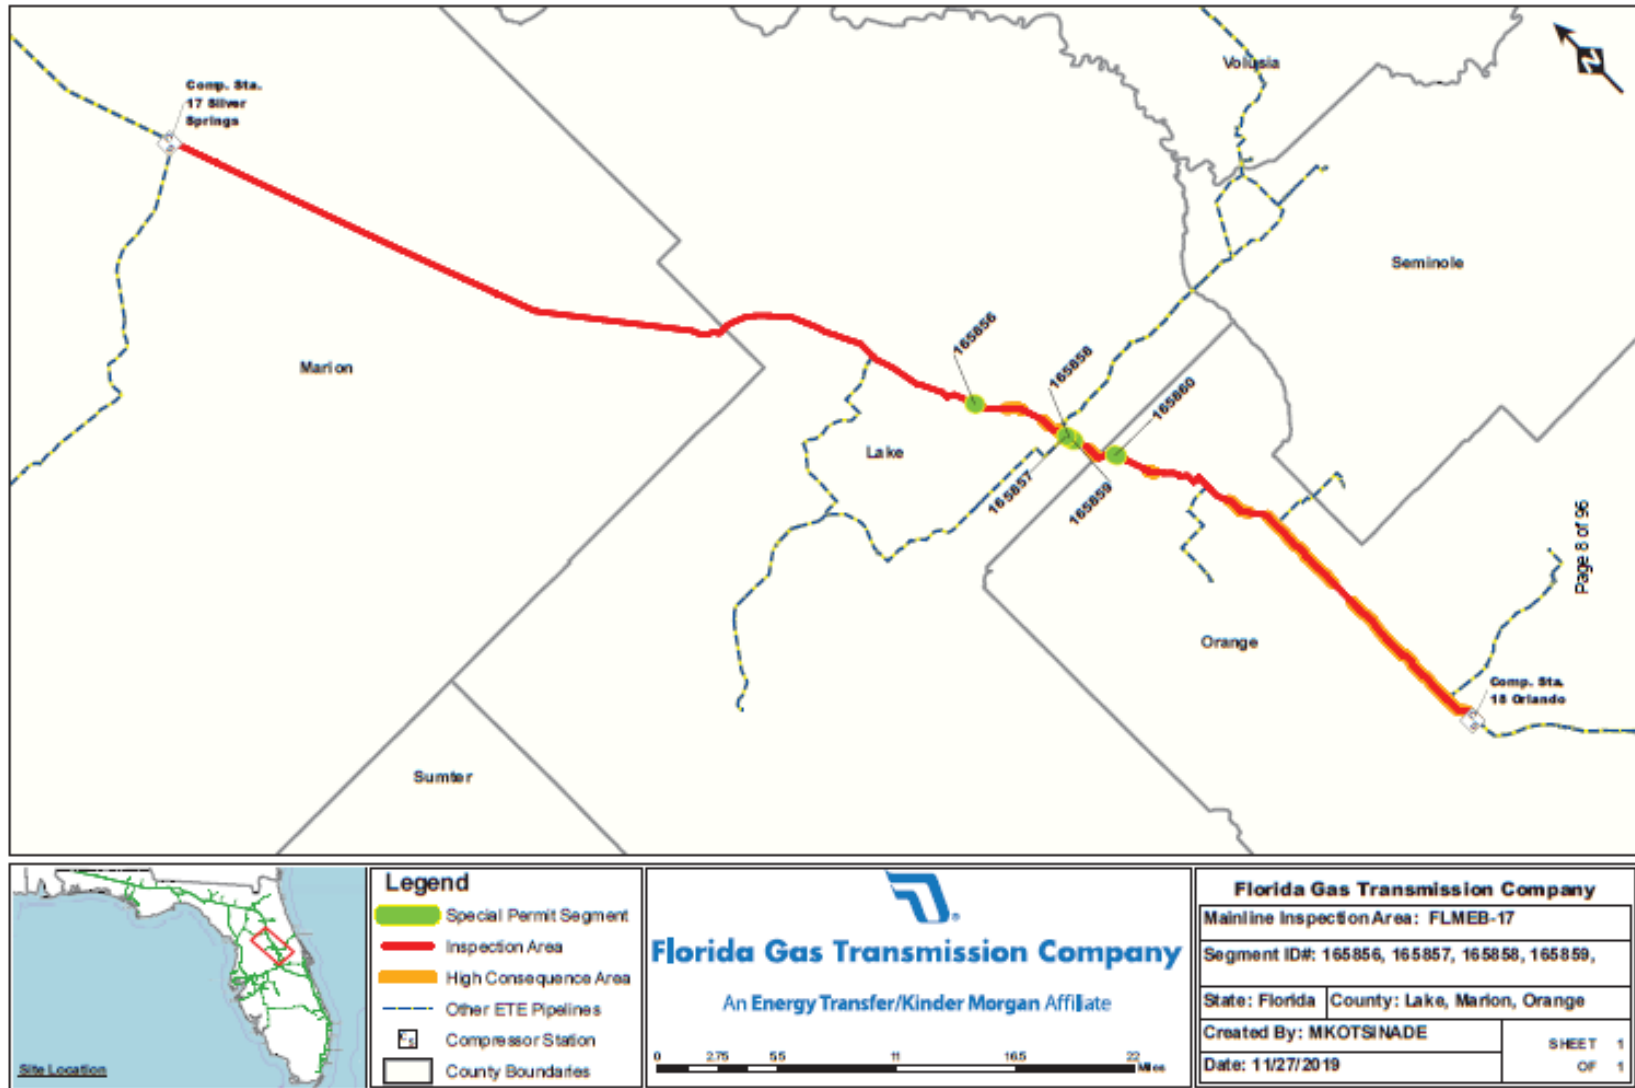 Volusia
N
Comp. Sta.
17 Silver
Springs
Seminole
165856
165858
165860
Marion
Lake
165857
165859
Page 8 of 96
Orange
Comp. Sta.
18 Orlando
Sumter
Site Location
Legend
Special Permit Segment
Inspection Area
High Consequence Area
Other ETE Pipelines
Compressor Station
County Boundaries
Florida Gas Transmission Company
An Energy Transfer/Kinder Morgan Affiliate
0 2.75 5.5 11 16.5 22
Miles
Florida Gas Transmission Company
Mainline Inspection Area: FLMEB-17
Segment ID#: 165856, 165857, 165858, 165859,
State: Florida County: Lake, Marion, Orange
Created By: MKOTSINADE
Date: 11/27/2019
SHEET 1
OF 1